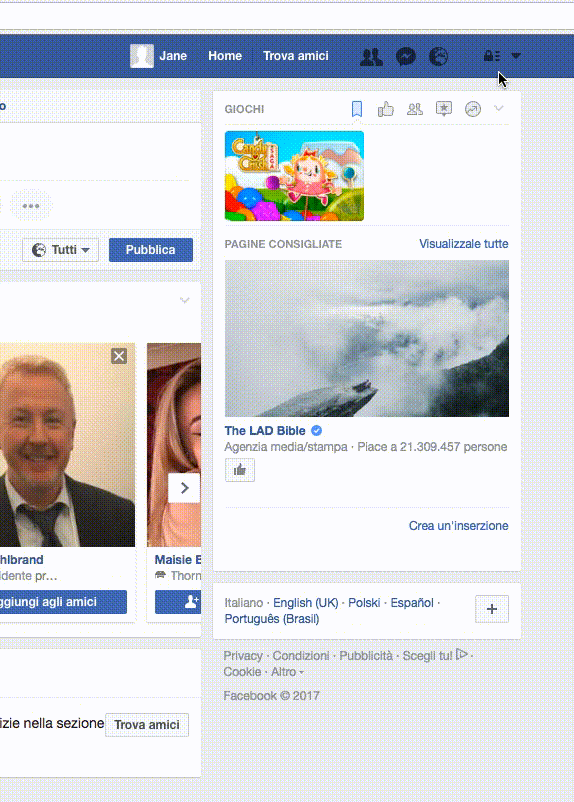 Jane Home Trova amici
o
GIOCHI
Candy
Crush
SAGA
Tutti Pubblica
PAGINE CONSIGLIATE Visualizzale tutte
The LAD Bible
Agenzia media/stampa · Piace a 21.309.457 persone
Crea un'inserzione
hlbrand
idente pr…
ggiungi agli amici
Maisie E
Thorn
Italiano · English (UK) · Polski · Español ·
Português (Brasil)
Privacy · Condizioni · Pubblicità · Scegli tu! ·
Cookie · Altro
Facebook © 2017
izie nella sezione Trova amici